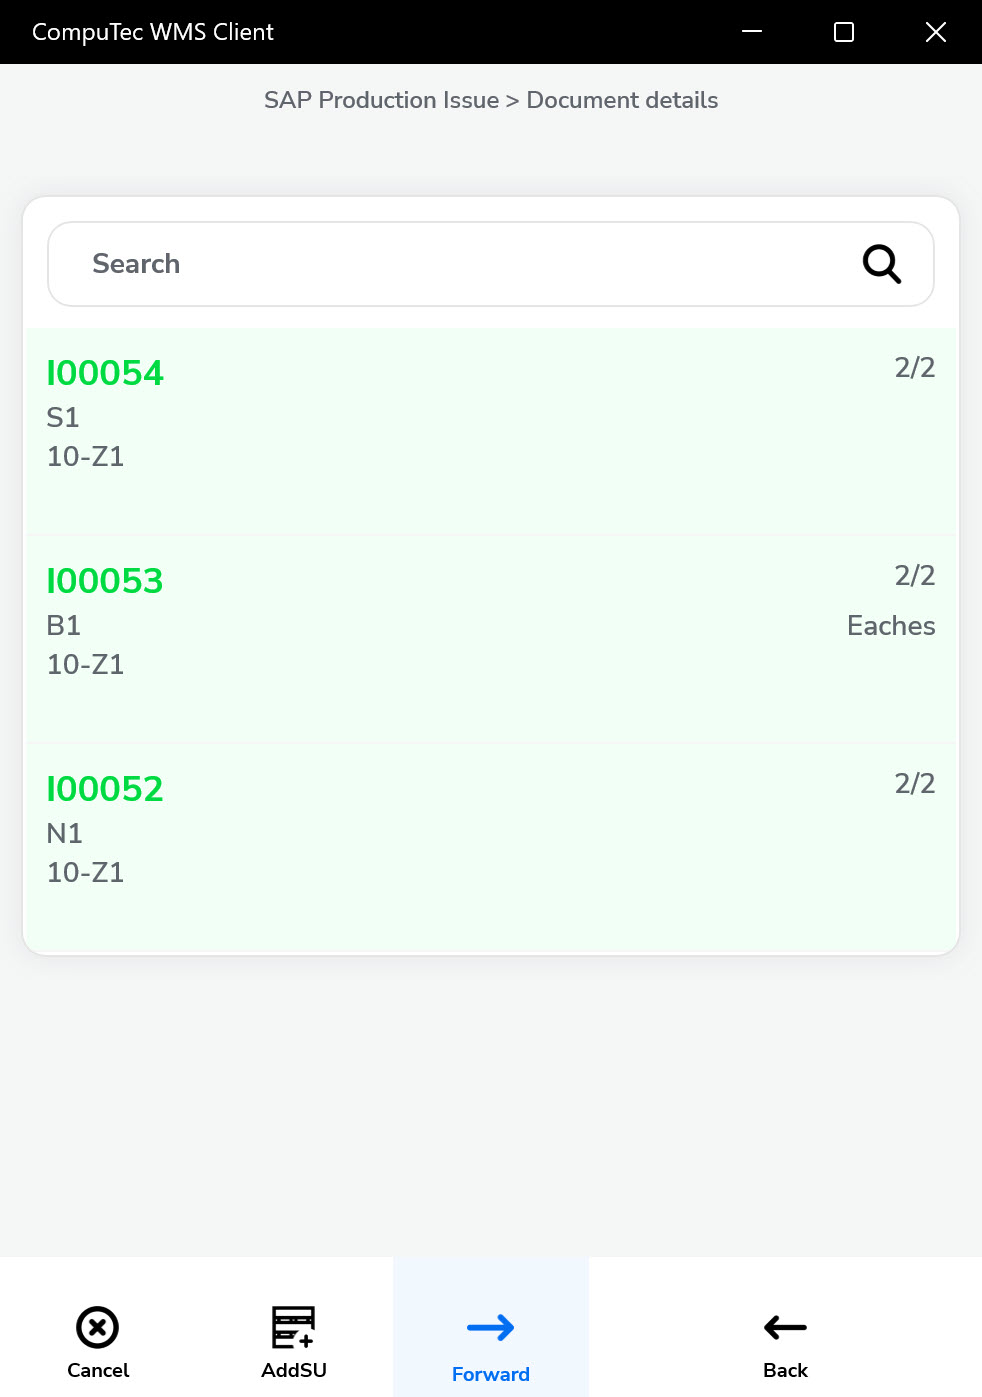 CompuTec WMS Client
SAP Production Issue > Document details
Search
I00054
2/2
S1
10-Z1
I00053
2/2
B1
Eaches
10-Z1
I00052
2/2
N1
10-Z1
Cancel
AddSU
Forward
Back